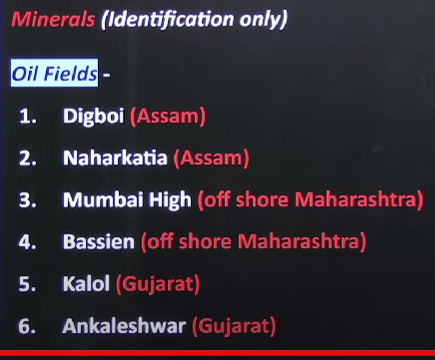 Minerals (Identification only)
Oil Fields -
1. Digboi (Assam)
2. Naharkatia (Assam)
3. Mumbai High (off shore Maharashtra)
4. Bassien (off shore Maharashtra)
5. Kalol (Gujarat)
6. Ankaleshwar (Gujarat)